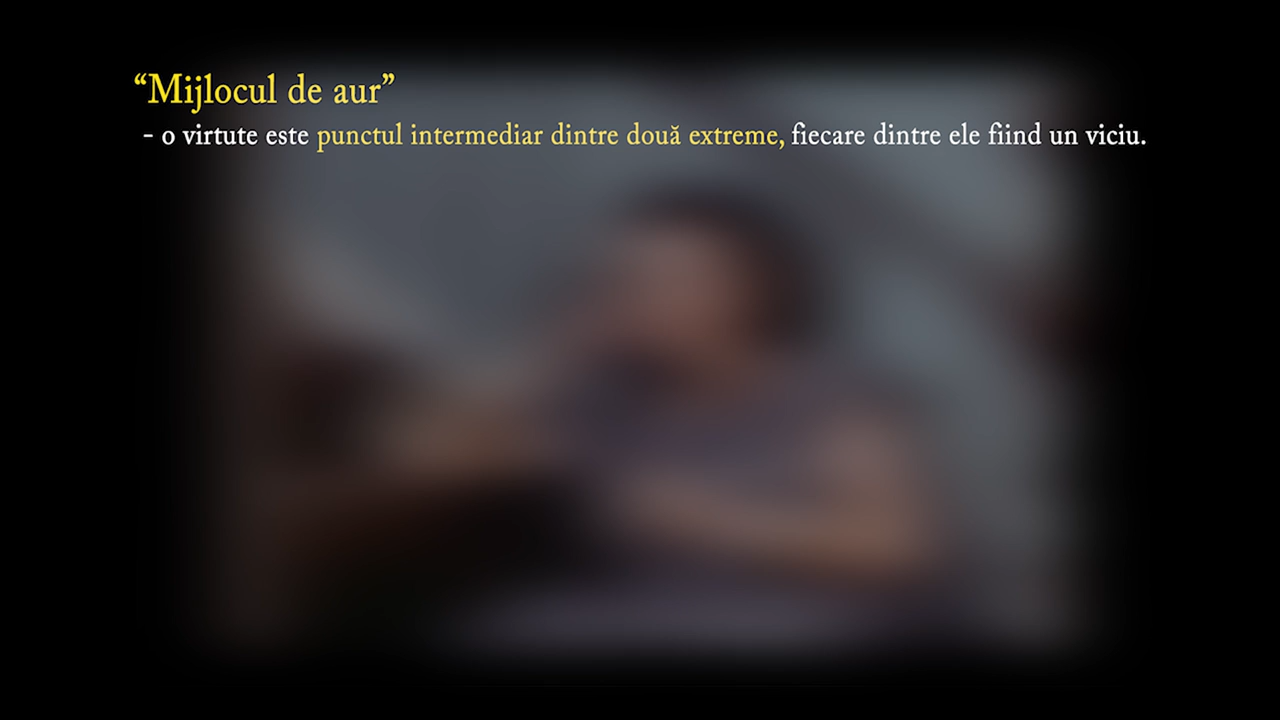 “Mijlocul de aur”
- o virtute este punctul intermediar dintre două extreme, fiecare dintre ele fiind un viciu.